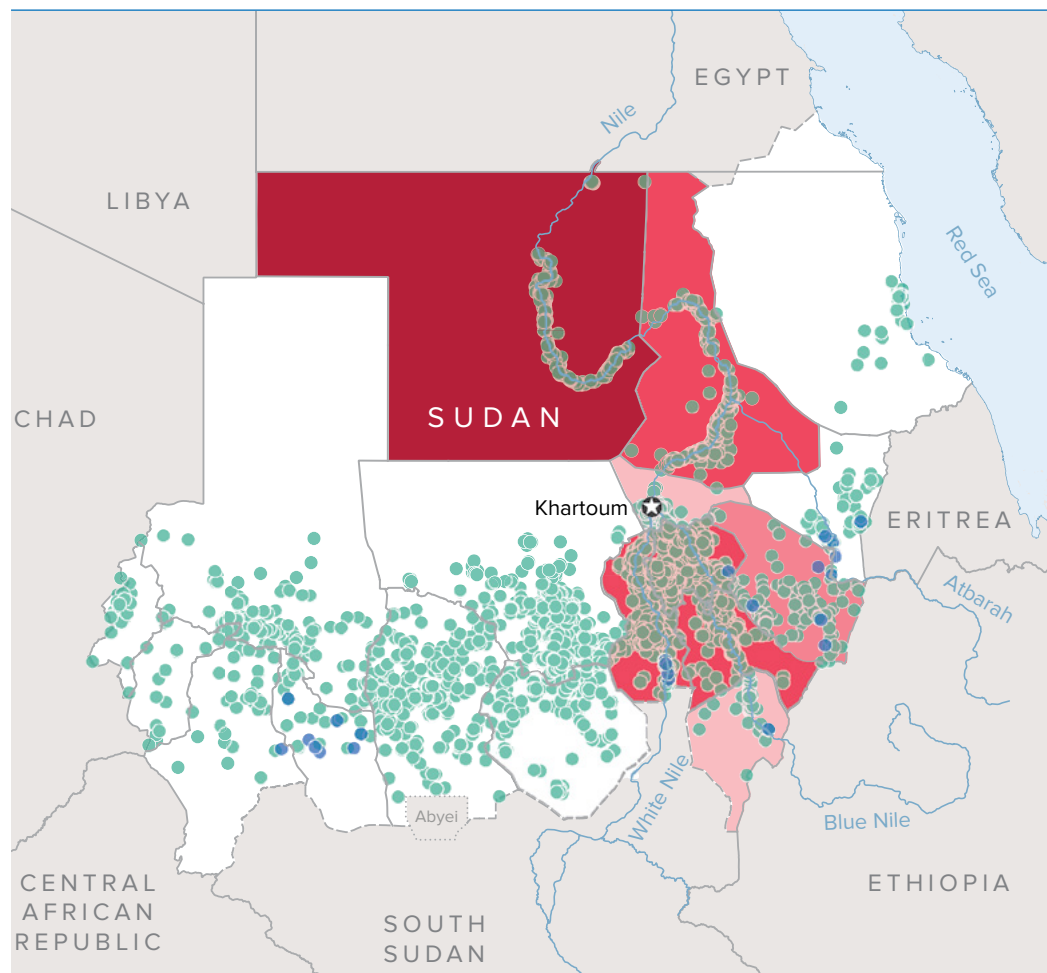 EGYPT
Nile
LIBYA
Red Sea
CHAD
SUDAN
Khartoum
ERITREA
Atbarah
White Nile
Abyei
Blue Nile
CENTRAL
AFRICAN
REPUBLIC
ETHIOPIA
SOUTH
SUDAN